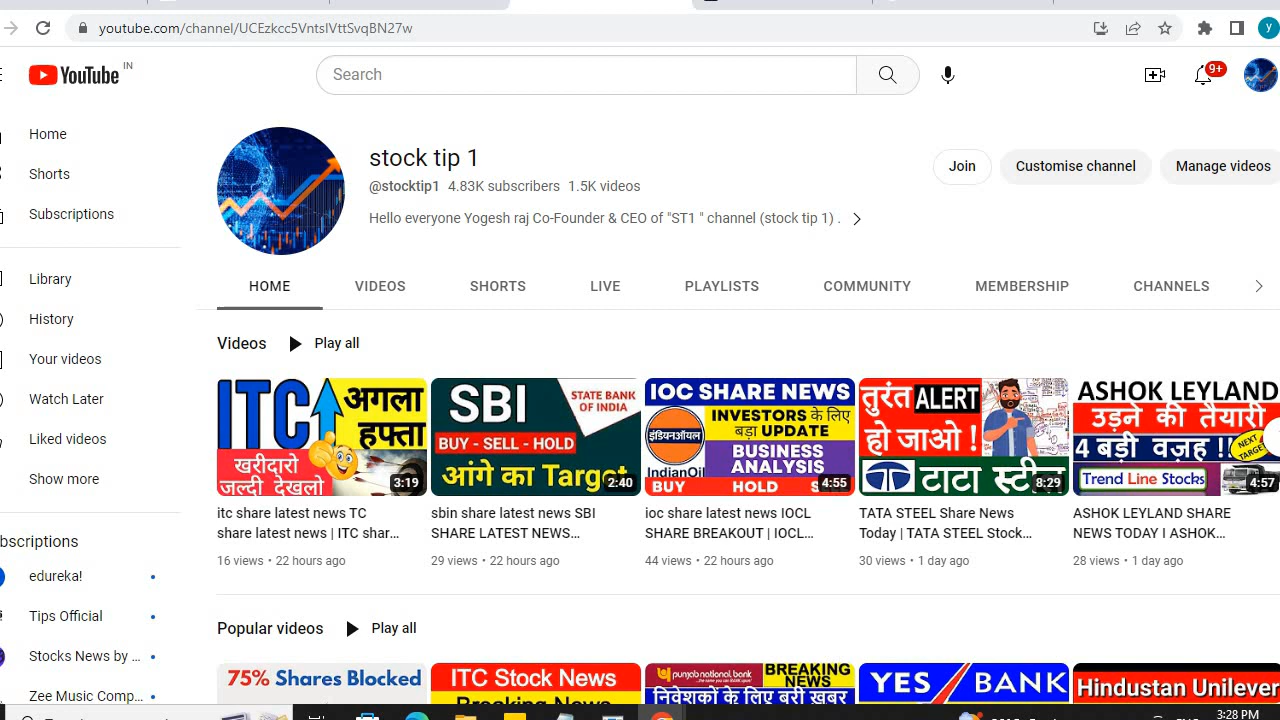 youtube.com/channel/UCEzkcc5VntsIVttSvqBN27w
y
YouTube IN
Search
9+
Home
Shorts
Subscriptions
Library
History
Your videos
Watch Later
Liked videos
Show more
bscriptions
edureka!
Tips Official
Stocks News by ...
Zee Music Comp...
stock tip 1
@stocktip1 4.83K subscribers 1.5K videos
Hello everyone Yogesh raj Co-Founder & CEO of "ST1 " channel (stock tip 1) .
Join
Customise channel
Manage videos
HOME VIDEOS SHORTS LIVE PLAYLISTS COMMUNITY MEMBERSHIP CHANNELS
Videos Play all
ITC अगला
हफ्ता
खरीदारो
जल्दी देखलो
3:19
itc share latest news TC
share latest news | ITC shar...
16 views • 22 hours ago
SBI
STATE BANK
OF INDIA
BUY - SELL - HOLD
आंगे का Target
2:40
sbin share latest news SBI
SHARE LATEST NEWS...
29 views • 22 hours ago
IOC SHARE NEWS
INVESTORS के लिए
बड़ा UPDATE
इंडियनऑयल
BUSINESS
ANALYSIS
IndianOil
BUY HOLD S
4:55
ioc share latest news IOCL
SHARE BREAKOUT | IOCL...
44 views • 22 hours ago
तुरंत ALERT
हो जाओ !
टाटा स्टील
8:29
TATA STEEL Share News
Today | TATA STEEL Stock...
30 views • 1 day ago
ASHOK LEYLAND
उड़ने की तैयारी
4 बड़ी वज़ह !!
NEXT
TARGET
Trend Line Stocks
4:57
ASHOK LEYLAND SHARE
NEWS TODAY I ASHOK...
28 views • 1 day ago
Popular videos Play all
75% Shares Blocked
ITC Stock News
Breaking News
punjab national bank
BREAKING
NEWS
निवेशकों के लिए बरी ख़बर
YES BANK
Hindustan Unilever
3:28 PM